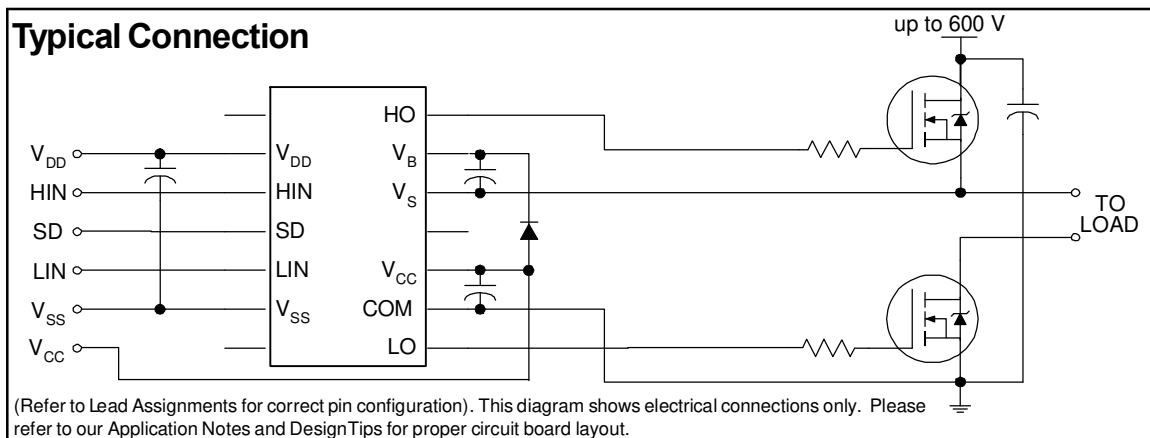 Typical Connection
up to 600 V
HO
V_DD
V_DD
V_B
HIN
HIN
V_S
TO
LOAD
SD
SD
LIN
LIN
V_CC
V_SS
V_SS
COM
V_CC
LO
(Refer to Lead Assignments for correct pin configuration). This diagram shows electrical connections only. Please
refer to our Application Notes and DesignTips for proper circuit board layout.